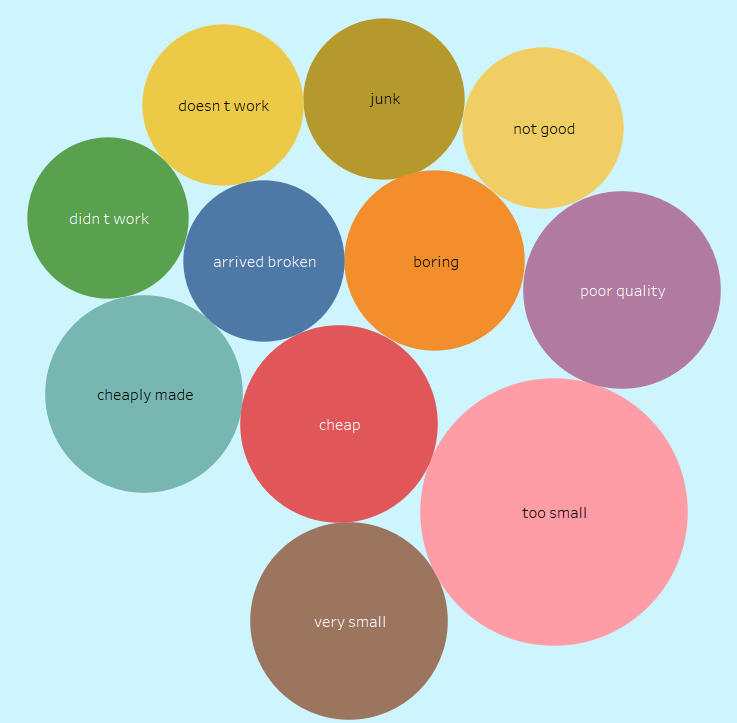 doesn t work
junk
not good
didn t work
arrived broken
boring
poor quality
cheaply made
cheap
too small
very small